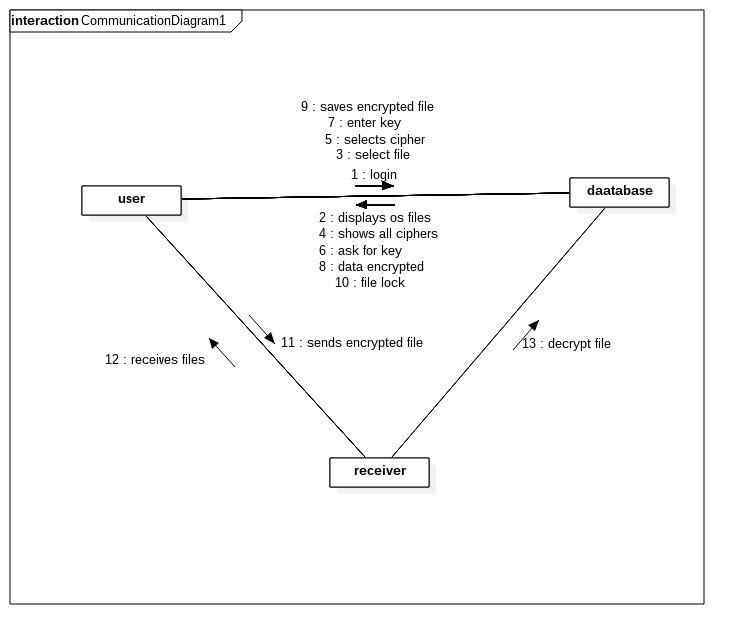 interaction CommunicationDiagram1
9 : saves encrypted file
7 : enter key
5 : selects cipher
3 : select file
1 : login
user
daatabase
2 : displays os files
4 : shows all ciphers
6 : ask for key
8 : data encrypted
10 : file lock
11 : sends encrypted file
13 : decrypt file
12 : receives files
receiver